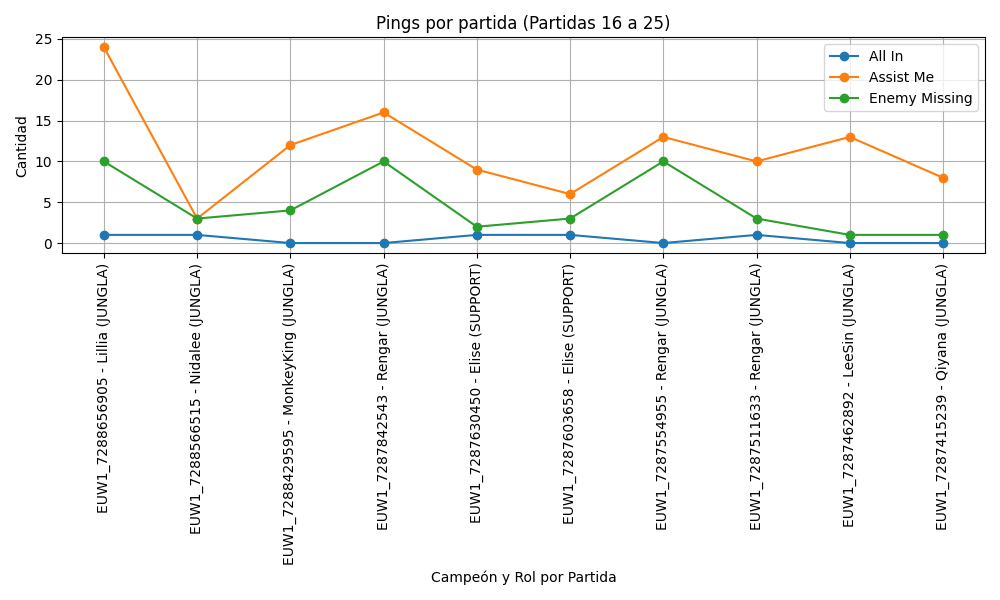 Pings por partida (Partidas 16 a 25)
All In
Assist Me
Enemy Missing
Cantidad
25
20
15
10
5
0
EUW1_7288656905 - Lillia (JUNGLA)
EUW1_7288566515 - Nidalee (JUNGLA)
EUW1_7288429595 - MonkeyKing (JUNGLA)
EUW1_7287842543 - Rengar (JUNGLA)
EUW1_7287630450 - Elise (SUPPORT)
EUW1_7287603658 - Elise (SUPPORT)
EUW1_7287554955 - Rengar (JUNGLA)
EUW1_7287511633 - Rengar (JUNGLA)
EUW1_7287462892 - LeeSin (JUNGLA)
EUW1_7287415239 - Qiyana (JUNGLA)
Campeón y Rol por Partida